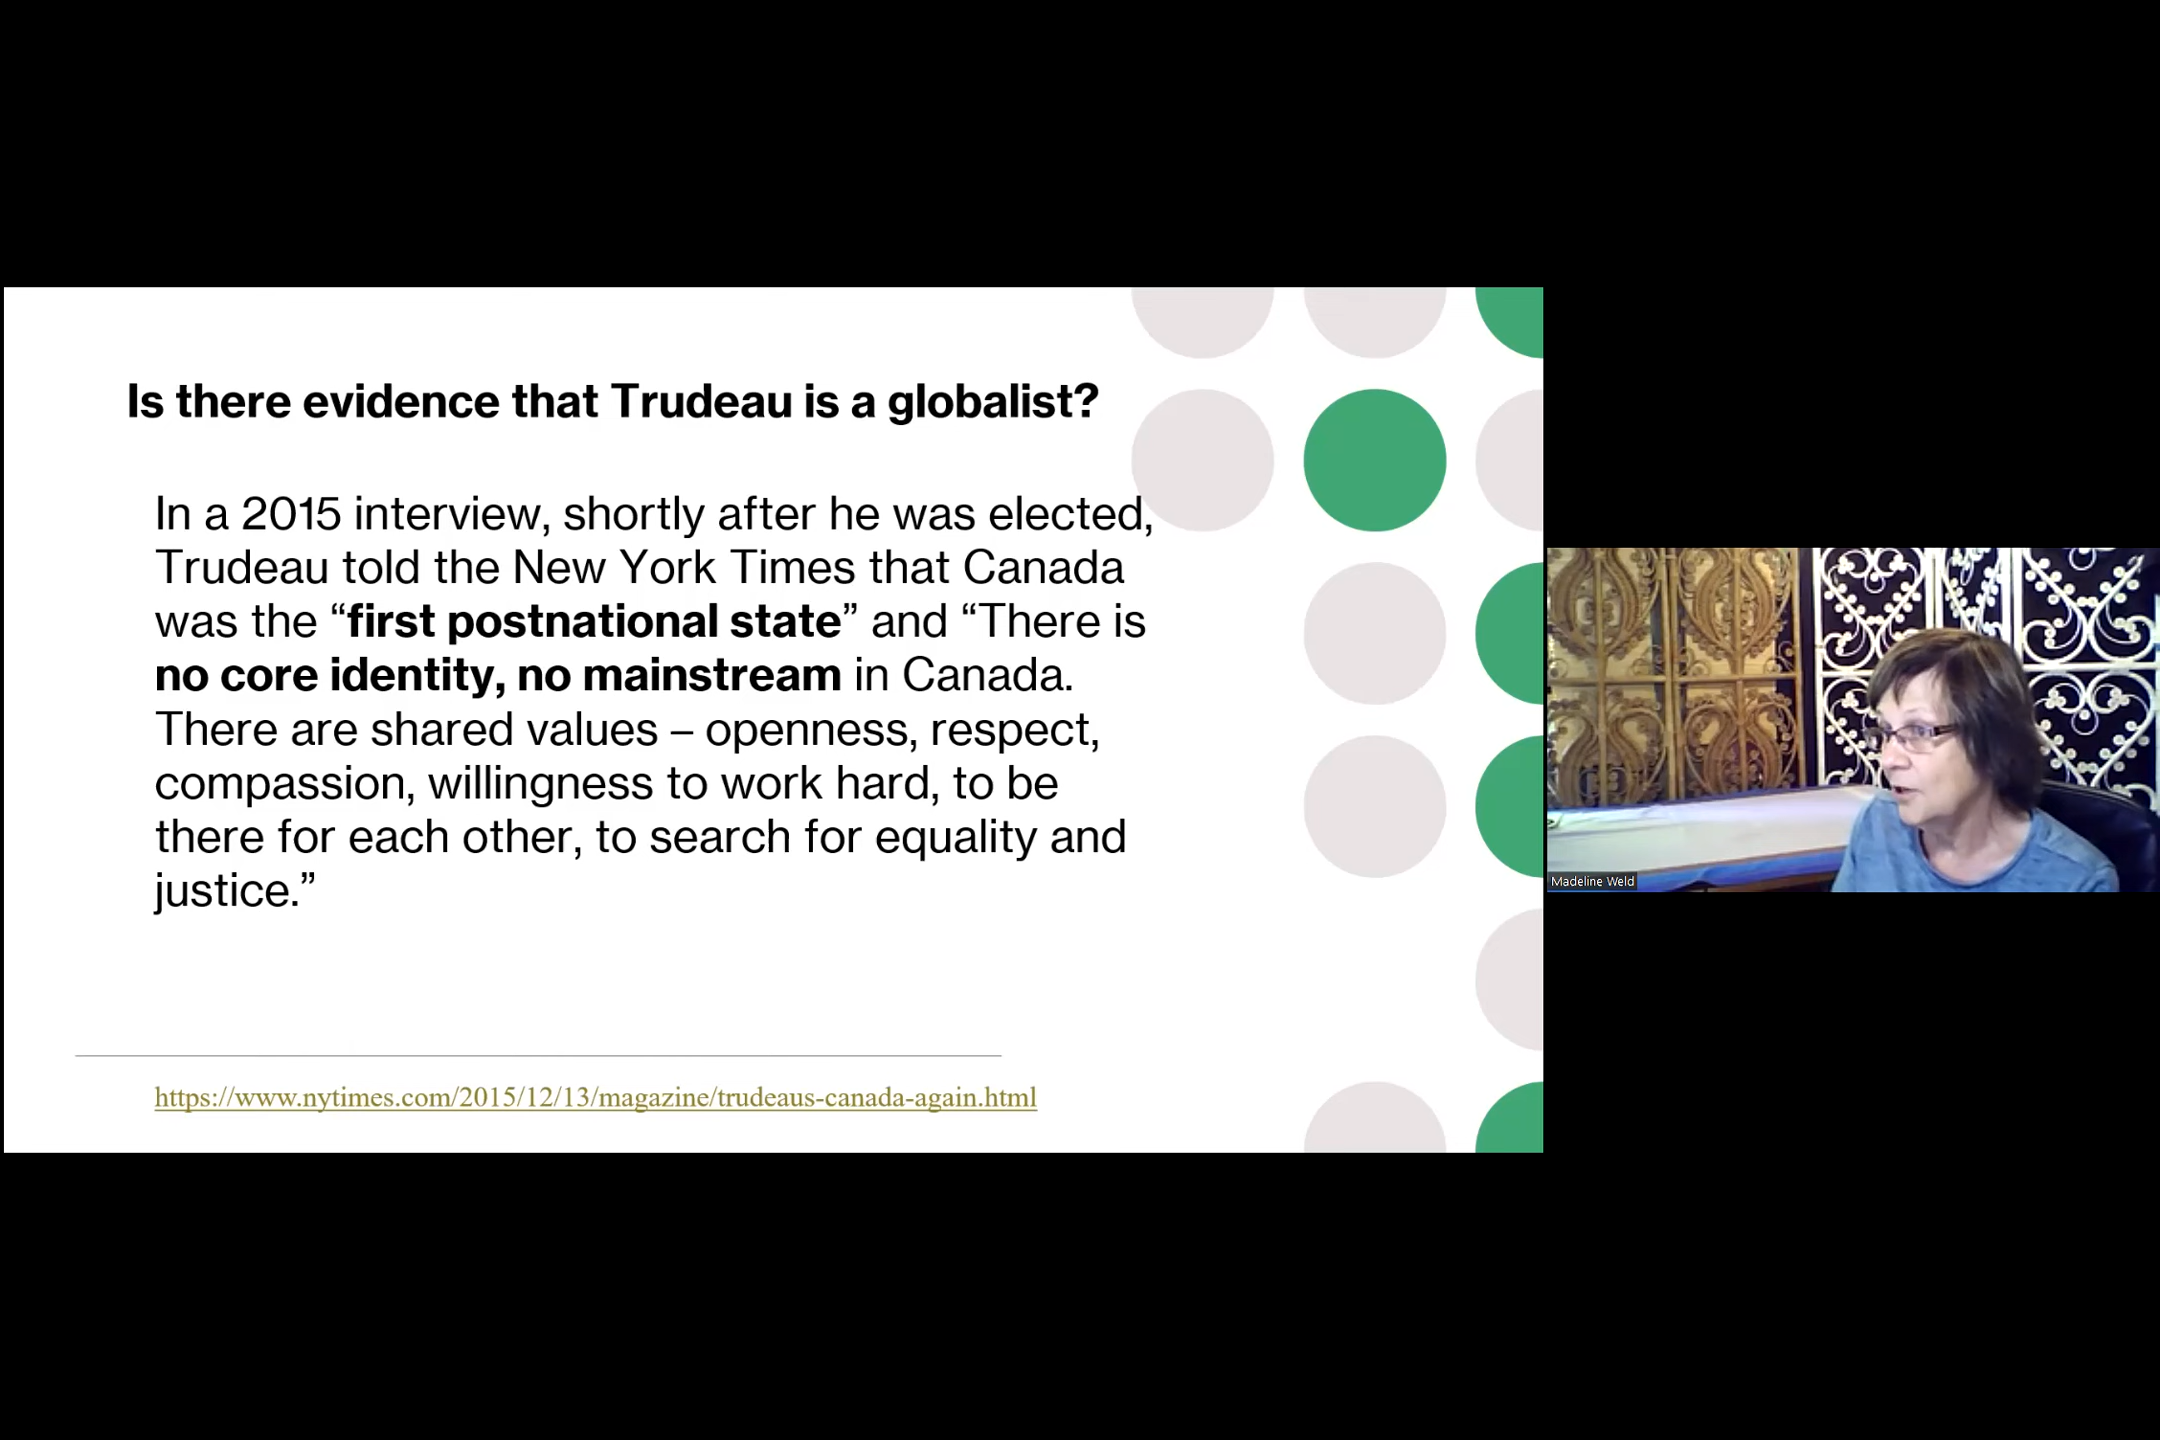 Is there evidence that Trudeau is a globalist?
In a 2015 interview, shortly after he was elected,
Trudeau told the New York Times that Canada
was the “first postnational state” and “There is
no core identity, no mainstream in Canada.
There are shared values – openness, respect,
compassion, willingness to work hard, to be
there for each other, to search for equality and
justice.”
https://www.nytimes.com/2015/12/13/magazine/trudeaus-canada-again.html
Madeline Weld